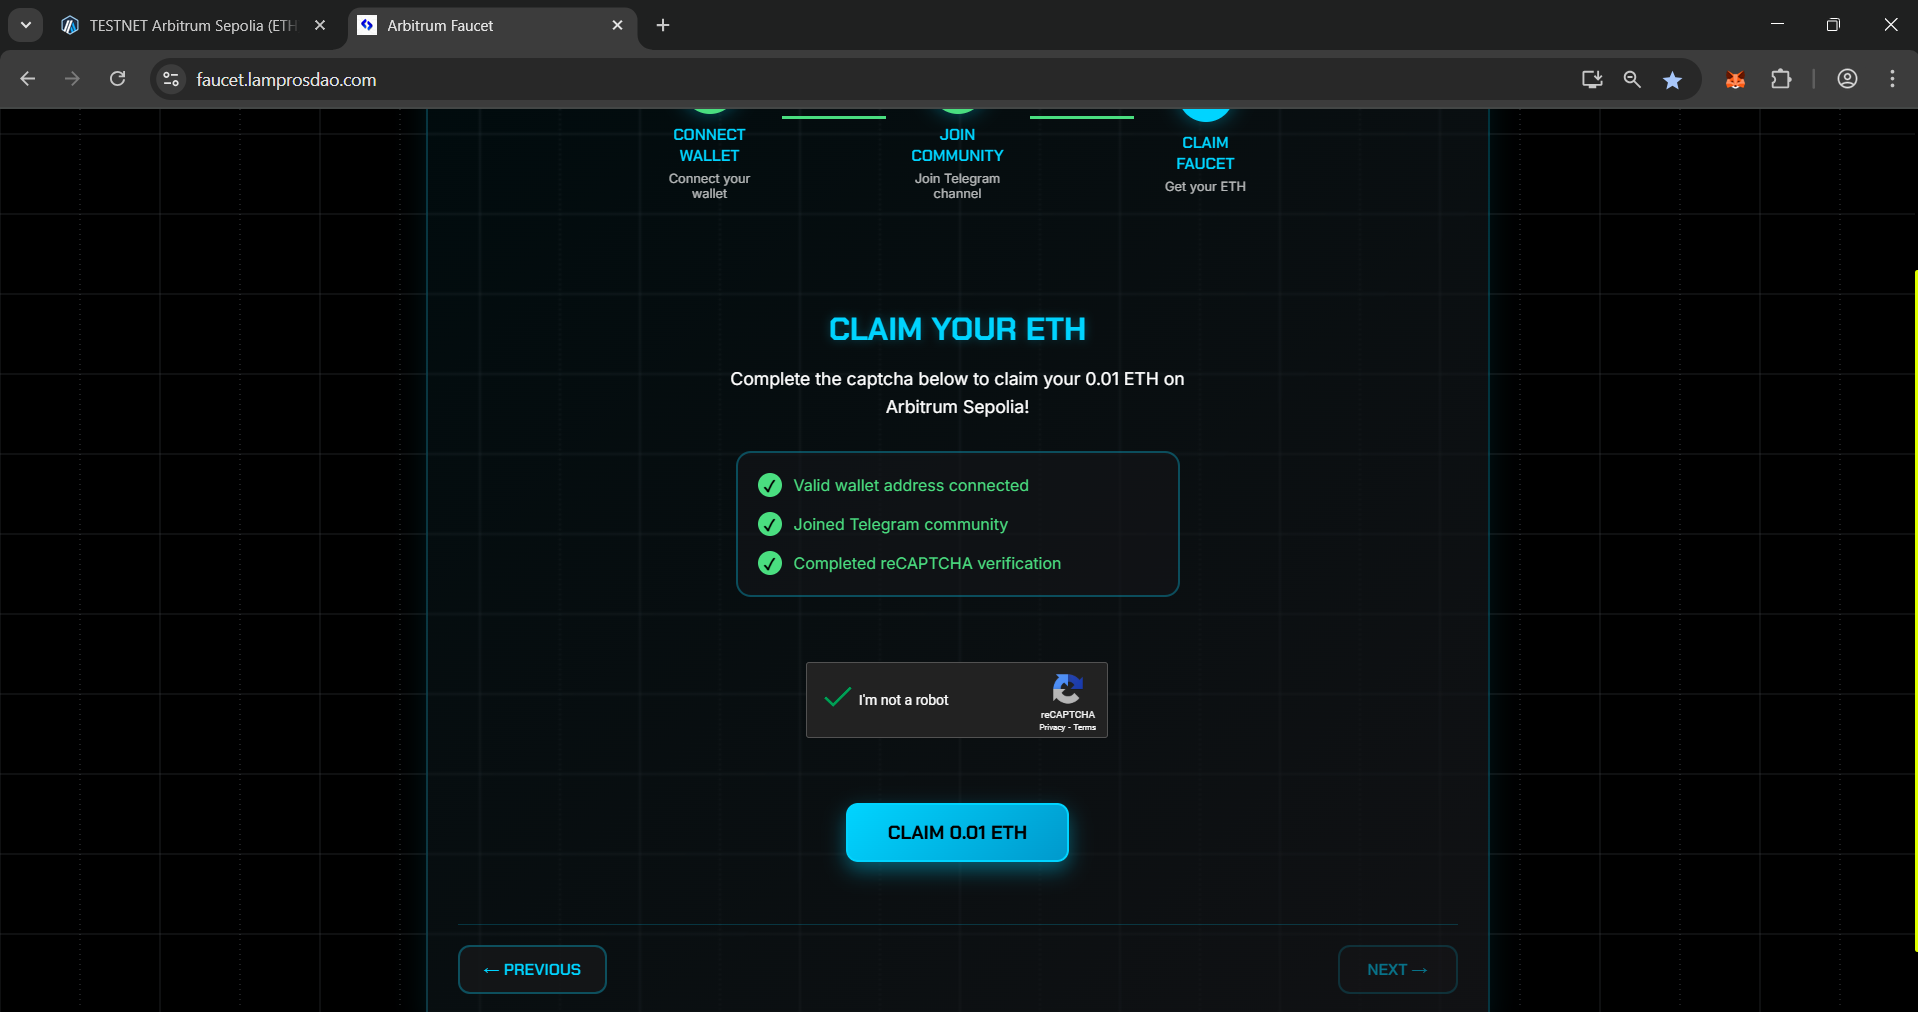 TESTNET Arbitrum Sepolia (ETH
Arbitrum Faucet
faucet.lamprosdao.com
CONNECT
WALLET
Connect your
wallet
JOIN
COMMUNITY
Join Telegram
channel
CLAIM
FAUCET
Get your ETH
CLAIM YOUR ETH
Complete the captcha below to claim your 0.01 ETH on
Arbitrum Sepolia!
Valid wallet address connected
Joined Telegram community
Completed reCAPTCHA verification
I'm not a robot
reCAPTCHA
Privacy - Terms
CLAIM 0.01 ETH
← PREVIOUS
NEXT →